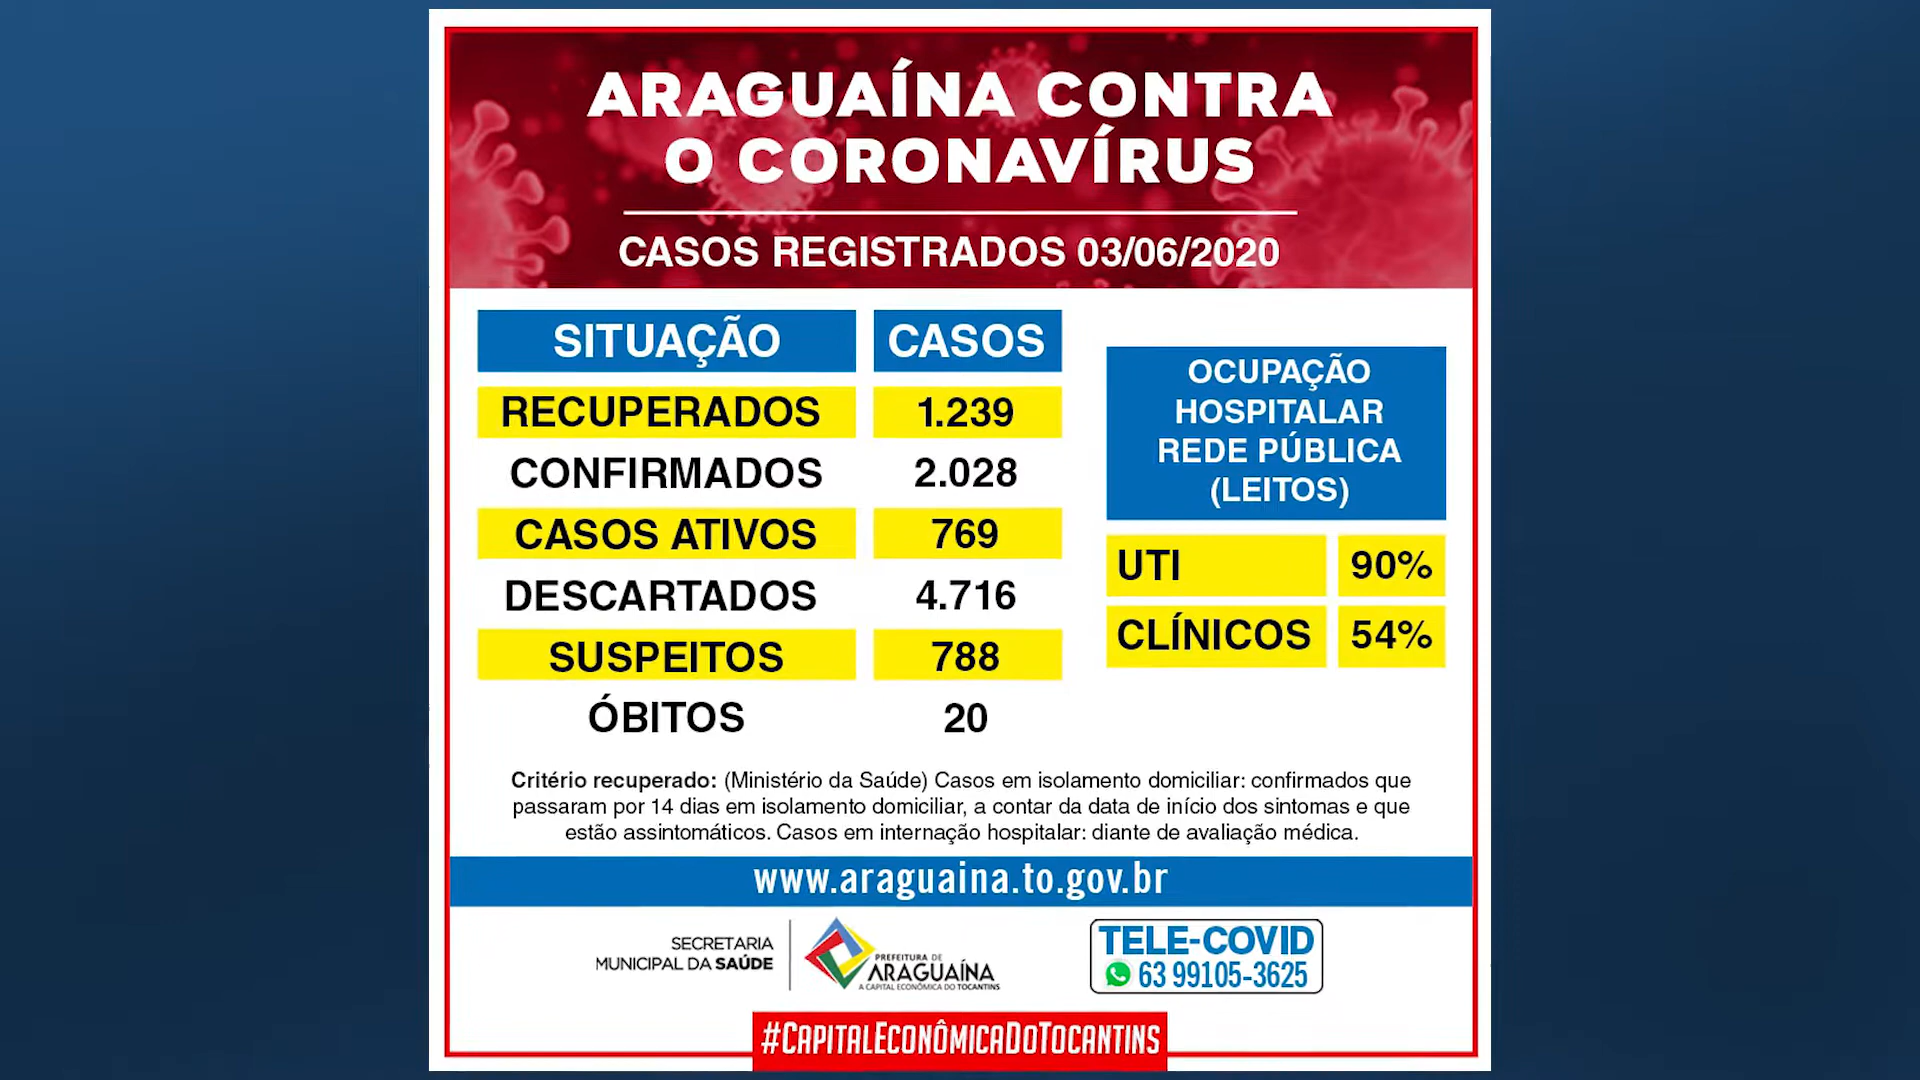 ARAGUAÍNA CONTRA
O CORONAVÍRUS
CASOS REGISTRADOS 03/06/2020
SITUAÇÃO CASOS
RECUPERADOS 1.239
CONFIRMADOS 2.028
CASOS ATIVOS 769
DESCARTADOS 4.716
SUSPEITOS 788
ÓBITOS 20
OCUPAÇÃO
HOSPITALAR
REDE PÚBLICA
(LEITOS)
UTI 90%
CLÍNICOS 54%
Critério recuperado: (Ministério da Saúde) Casos em isolamento domiciliar: confirmados que
passaram por 14 dias em isolamento domiciliar, a contar da data de início dos sintomas e que
estão assintomáticos. Casos em internação hospitalar: diante de avaliação médica.
www.araguaina.to.gov.br
SECRETARIA
MUNICIPAL DA SAÚDE
PREFEITURA DE
ARAGUAÍNA
A CAPITAL ECONÔMICA DO TOCANTINS
TELE-COVID
63 99105-3625
#CAPITALECONÔMICADOTOCANTINS